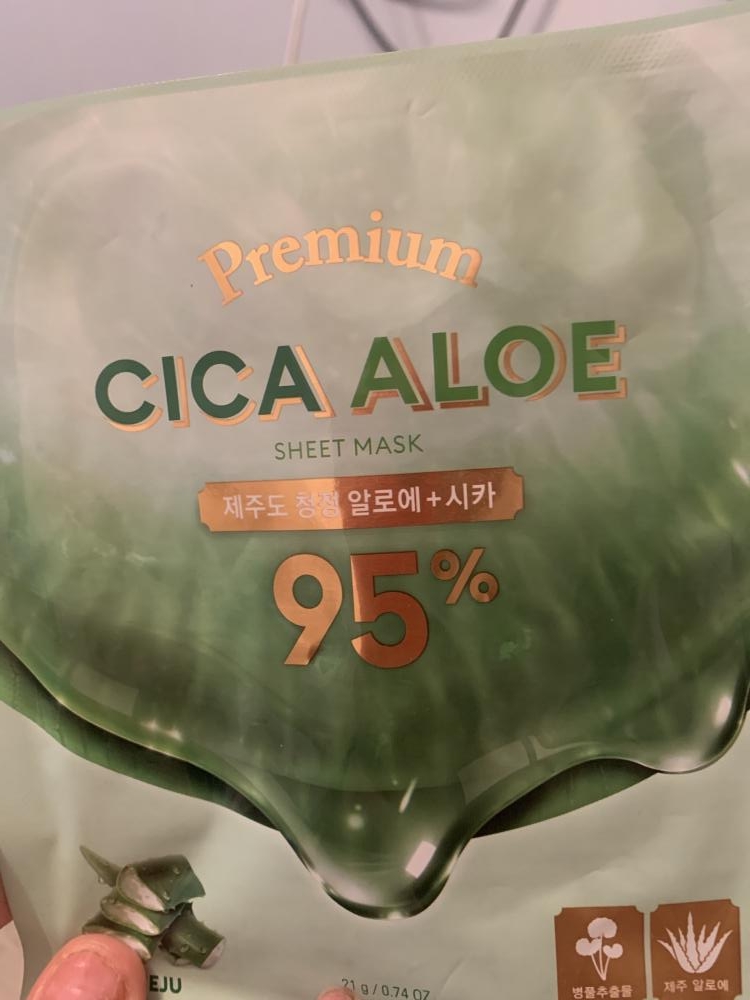 Premium
CICA ALOE
SHEET MASK
제주도 청정 알로에+시카
95%
EJU
21 g / 0.74 OZ.
병풀추출물
제주 알로에